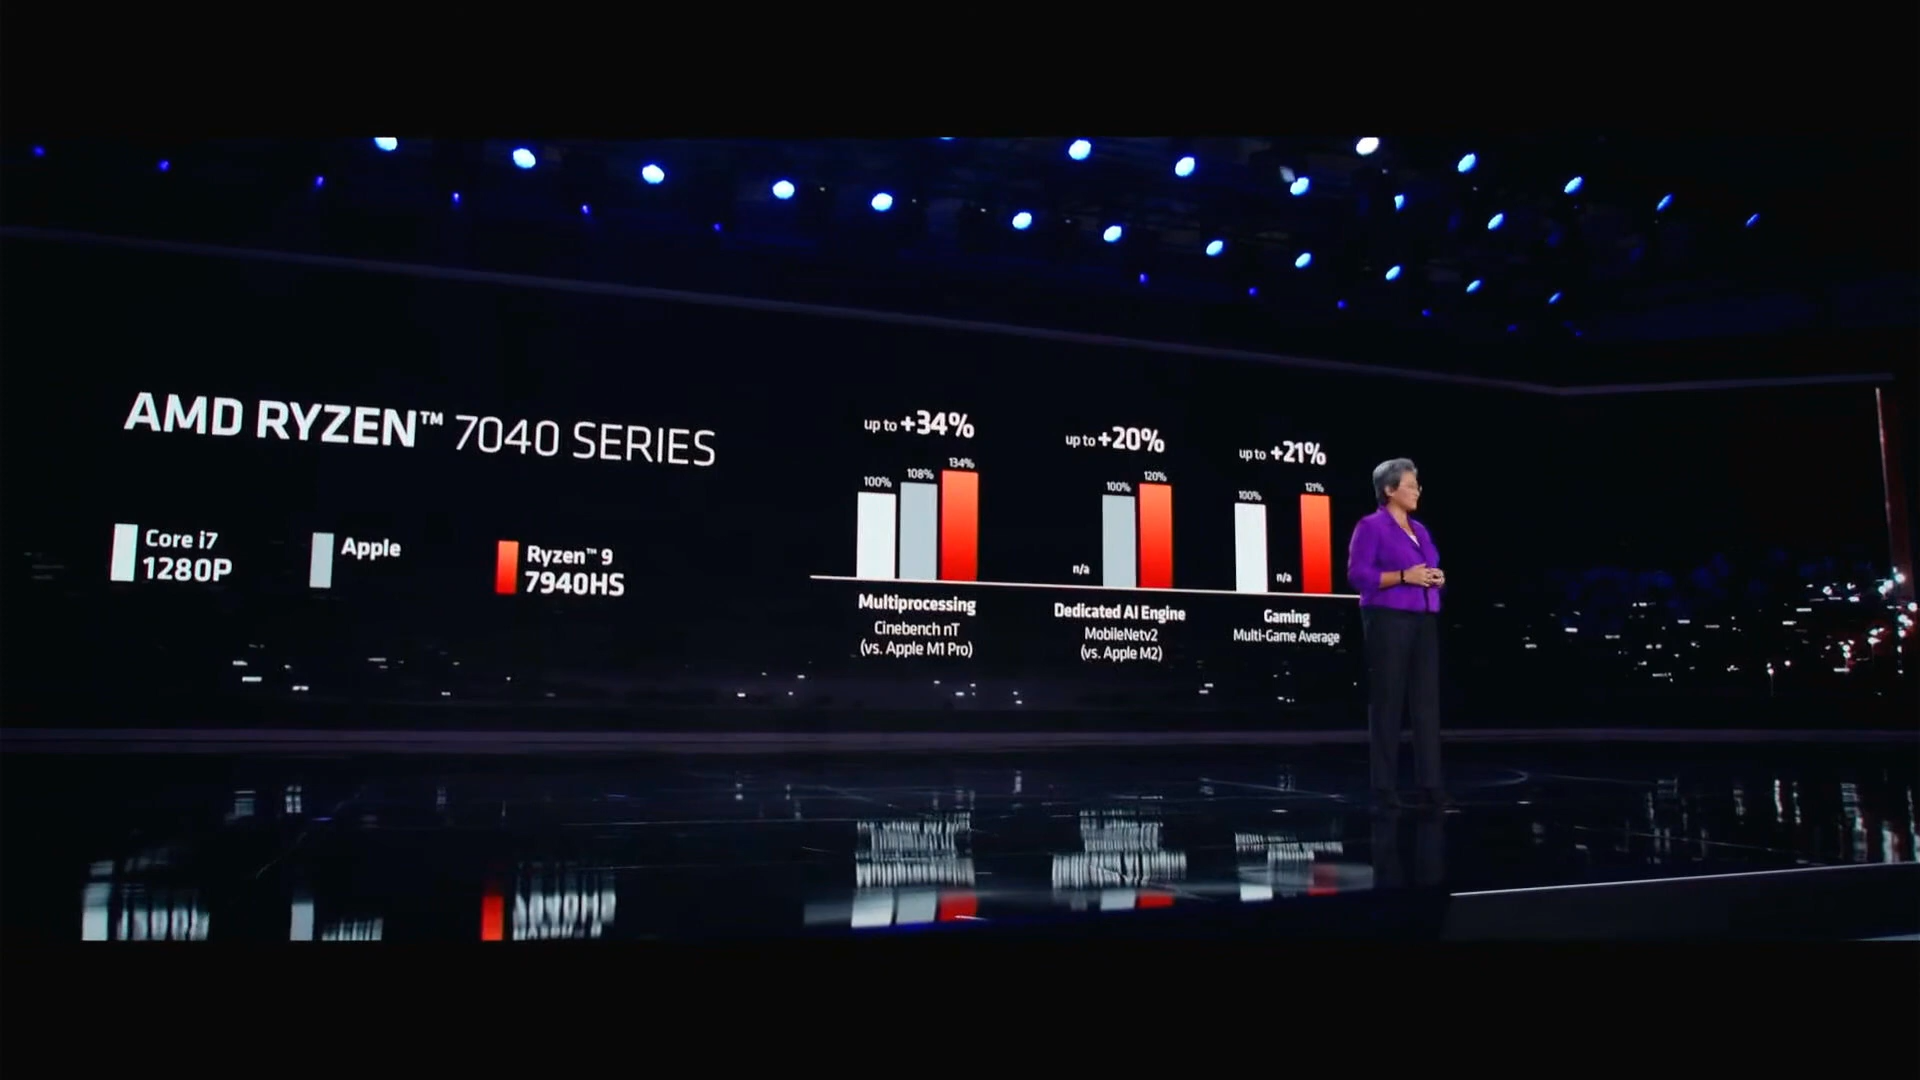 AMD RYZEN™ 7040 SERIES
Core i7
1280P
Apple
Ryzen™ 9
7940HS
up to +34%
100%
108%
134%
Multiprocessing
Cinebench nT
(vs. Apple M1 Pro)
up to +20%
n/a
100%
120%
Dedicated AI Engine
MobileNetv2
(vs. Apple M2)
up to +21%
100%
n/a
121%
Gaming
Multi-Game Average